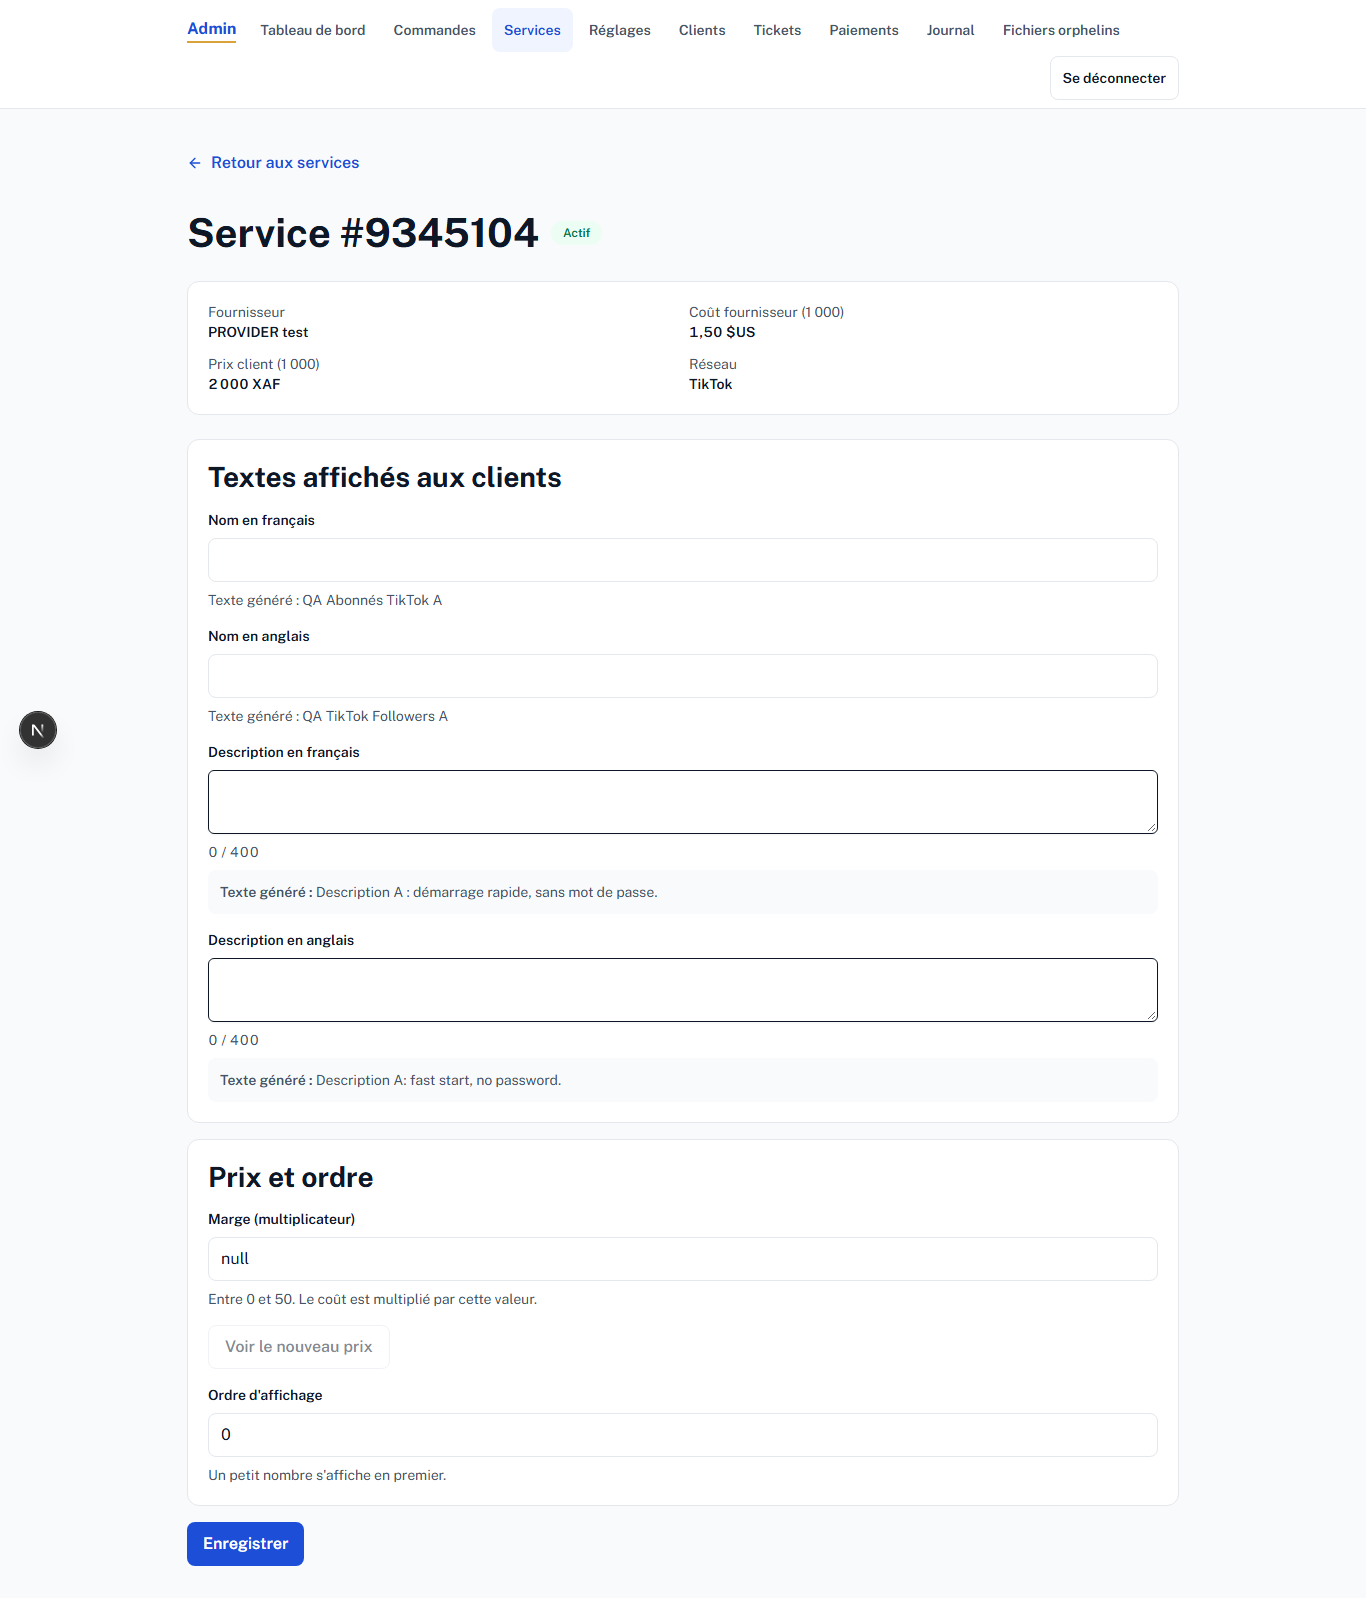 Admin
Tableau de bord
Commandes
Services
Réglages
Clients
Tickets
Paiements
Journal
Fichiers orphelins
Se déconnecter
← Retour aux services
Service #9345104
Actif
Fournisseur
PROVIDER test
Coût fournisseur (1 000)
1,50 $US
Prix client (1 000)
2 000 XAF
Réseau
TikTok
Textes affichés aux clients
Nom en français
Texte généré : QA Abonnés TikTok A
Nom en anglais
Texte généré : QA TikTok Followers A
Description en français
0 / 400
Texte généré : Description A : démarrage rapide, sans mot de passe.
Description en anglais
0 / 400
Texte généré : Description A: fast start, no password.
N
Prix et ordre
Marge (multiplicateur)
null
Entre 0 et 50. Le coût est multiplié par cette valeur.
Voir le nouveau prix
Ordre d'affichage
0
Un petit nombre s'affiche en premier.
Enregistrer